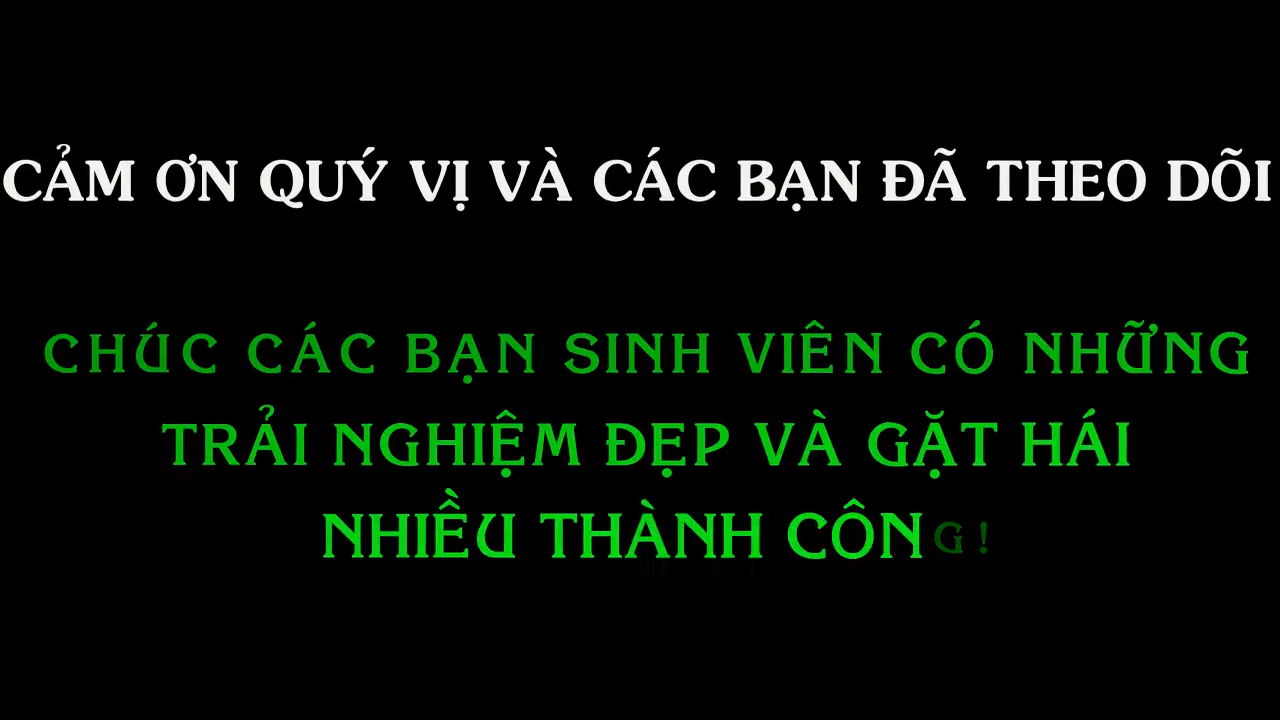 CẢM ƠN QUÝ VỊ VÀ CÁC BẠN ĐÃ THEO DÕI
CHÚC CÁC BẠN SINH VIÊN CÓ NHỮNG
TRẢI NGHIỆM ĐẸP VÀ GẶT HÁI
NHIỀU THÀNH CÔNG !